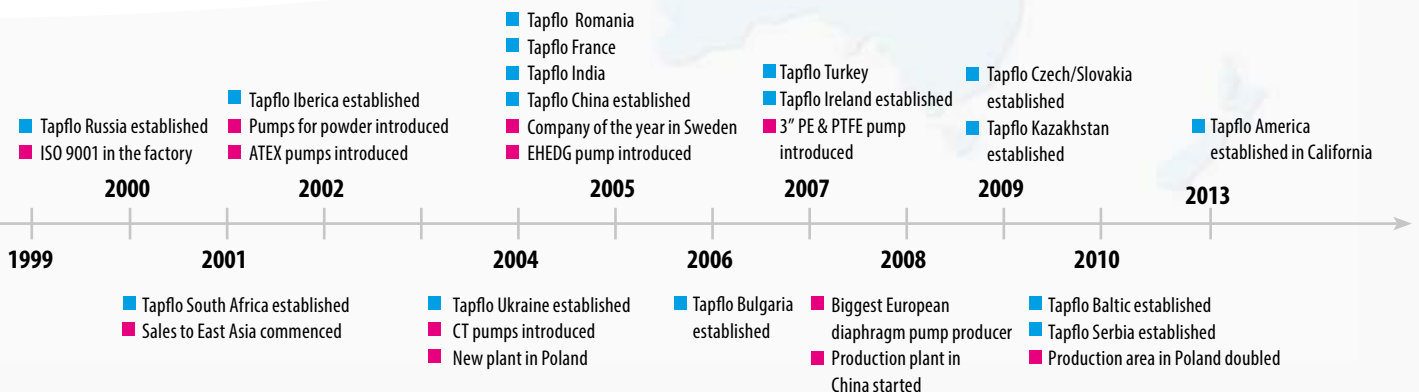 Tapflo Russia established
ISO 9001 in the factory
2000
Tapflo Iberica established
Pumps for powder introduced
ATEX pumps introduced
2002
Tapflo Romania
Tapflo France
Tapflo India
Tapflo China established
Company of the year in Sweden
EHEDG pump introduced
2005
Tapflo Turkey
Tapflo Ireland established
3" PE & PTFE pump
introduced
2007
Tapflo Czech/Slovakia
established
Tapflo Kazakhstan
established
2009
Tapflo America
established in California
2013
1999
2001
Tapflo South Africa established
Sales to East Asia commenced
2004
Tapflo Ukraine established
CT pumps introduced
New plant in Poland
2006
Tapflo Bulgaria
established
2008
Biggest European
diaphragm pump producer
Production plant in
China started
2010
Tapflo Baltic established
Tapflo Serbia established
Production area in Poland doubled